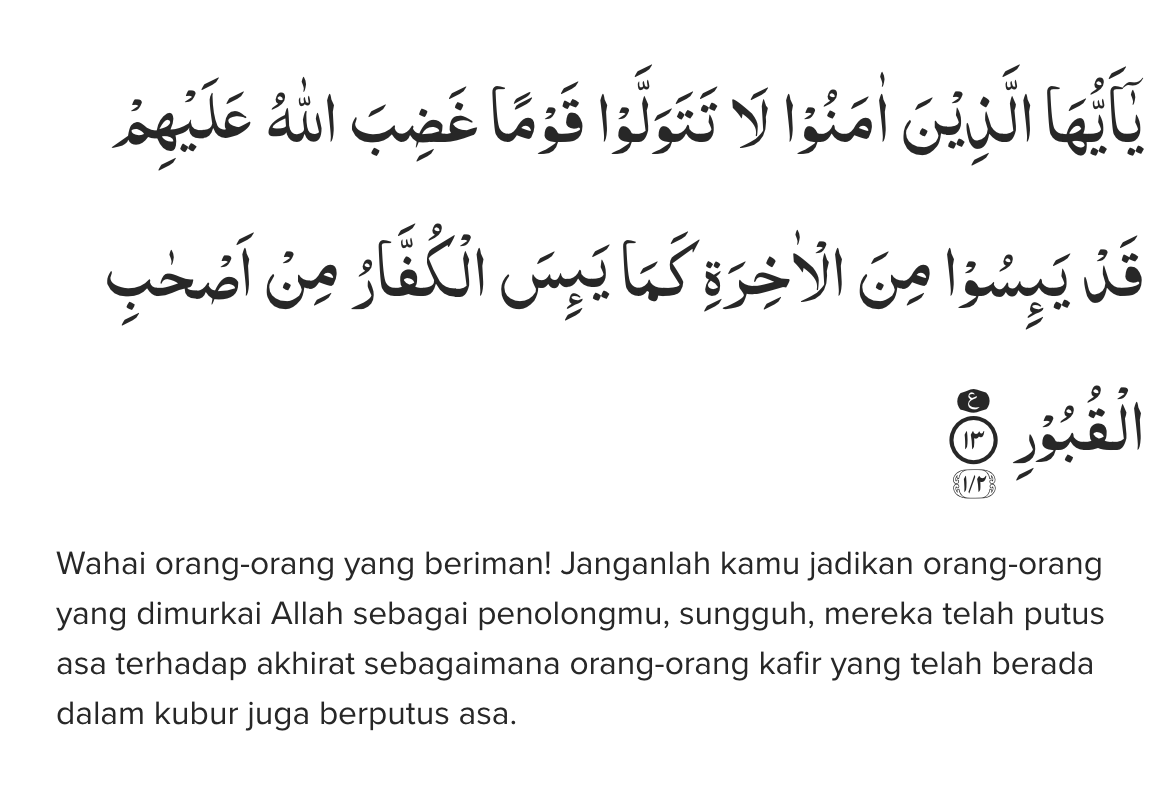 يٰٓاَيُّهَا الَّذِيْنَ اٰمَنُوْا لَا تَتَوَلَّوْا قَوْمًا غَضِبَ اللّٰهُ عَلَيْهِمْ
قَدْ يَىِٕسُوْا مِنَ الْاٰخِرَةِ كَمَا يَىِٕسَ الْكُفَّارُ مِنْ اَصْحٰبِ
الْقُبُوْرِ ع ١٣ ١/٢
Wahai orang-orang yang beriman! Janganlah kamu jadikan orang-orang
yang dimurkai Allah sebagai penolongmu, sungguh, mereka telah putus
asa terhadap akhirat sebagaimana orang-orang kafir yang telah berada
dalam kubur juga berputus asa.